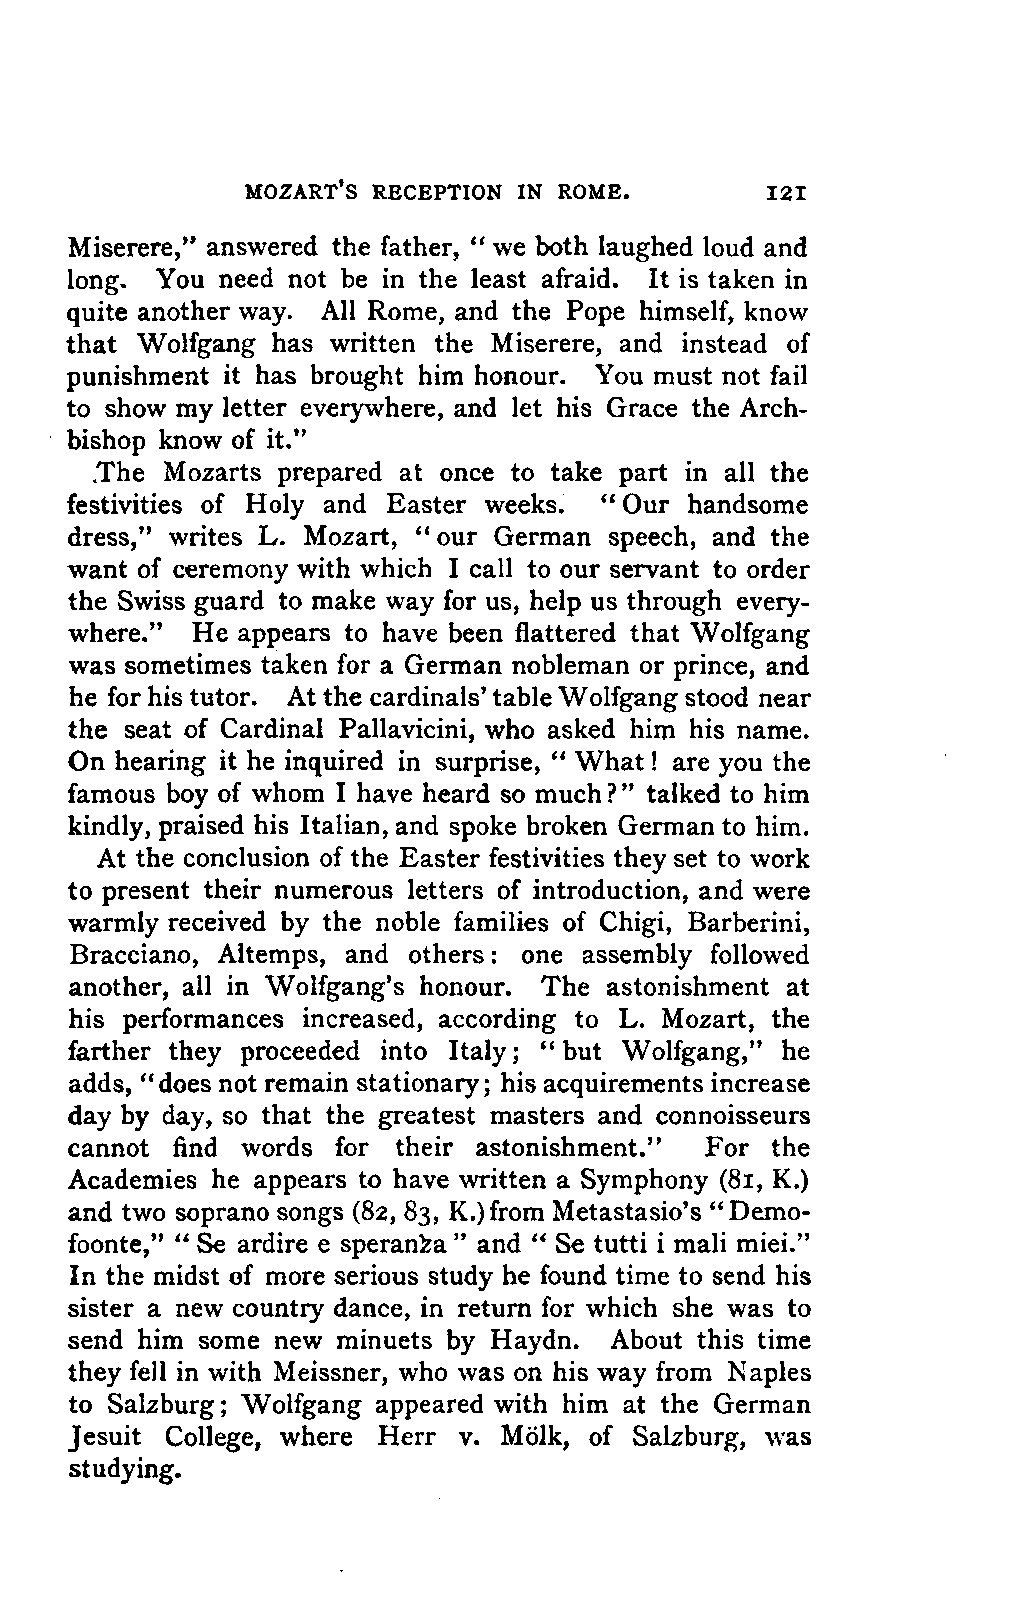 MOZART'S RECEPTION IN ROME. 121
Miserere," answered the father, "we both laughed loud and
long. You need not be in the least afraid. It is taken in
quite another way. All Rome, and the Pope himself, know
that Wolfgang has written the Miserere, and instead of
punishment it has brought him honour. You must not fail
to show my letter everywhere, and let his Grace the Arch-
bishop know of it."
The Mozarts prepared at once to take part in all the
festivities of Holy and Easter weeks. "Our handsome
dress," writes L. Mozart, "our German speech, and the
want of ceremony with which I call to our servant to order
the Swiss guard to make way for us, help us through every-
where." He appears to have been flattered that Wolfgang
was sometimes taken for a German nobleman or prince, and
he for his tutor. At the cardinals' table Wolfgang stood near
the seat of Cardinal Pallavicini, who asked him his name.
On hearing it he inquired in surprise, "What! are you the
famous boy of whom I have heard so much?" talked to him
kindly, praised his Italian, and spoke broken German to him.
At the conclusion of the Easter festivities they set to work
to present their numerous letters of introduction, and were
warmly received by the noble families of Chigi, Barberini,
Bracciano, Altemps, and others: one assembly followed
another, all in Wolfgang's honour. The astonishment at
his performances increased, according to L. Mozart, the
farther they proceeded into Italy; "but Wolfgang," he
adds, "does not remain stationary; his acquirements increase
day by day, so that the greatest masters and connoisseurs
cannot find words for their astonishment." For the
Academies he appears to have written a Symphony (81, K.)
and two soprano songs (82, 83, K.) from Metastasio's "Demo-
foonte," "Se ardire e speranza" and "Se tutti i mali miei."
In the midst of more serious study he found time to send his
sister a new country dance, in return for which she was to
send him some new minuets by Haydn. About this time
they fell in with Meissner, who was on his way from Naples
to Salzburg; Wolfgang appeared with him at the German
Jesuit College, where Herr v. Mölk, of Salzburg, was
studying.